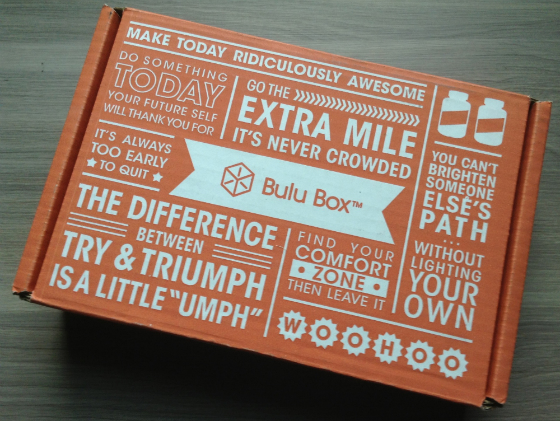 MAKE TODAY RIDICULOUSLY AWESOME
DO SOMETHING
TODAY
YOUR FUTURE SELF
WILL THANK YOU FOR
GO THE
EXTRA MILE
IT'S NEVER CROWDED
IT'S ALWAYS
TOO EARLY
TO QUIT
Bulu Box™
YOU CAN'T
BRIGHTEN
SOMEONE
ELSE'S
PATH
...
WITHOUT
LIGHTING
YOUR
OWN
THE DIFFERENCE
BETWEEN
TRY & TRIUMPH
IS A LITTLE "UMPH"
FIND YOUR
COMFORT
ZONE
THEN LEAVE IT
WOOHOO